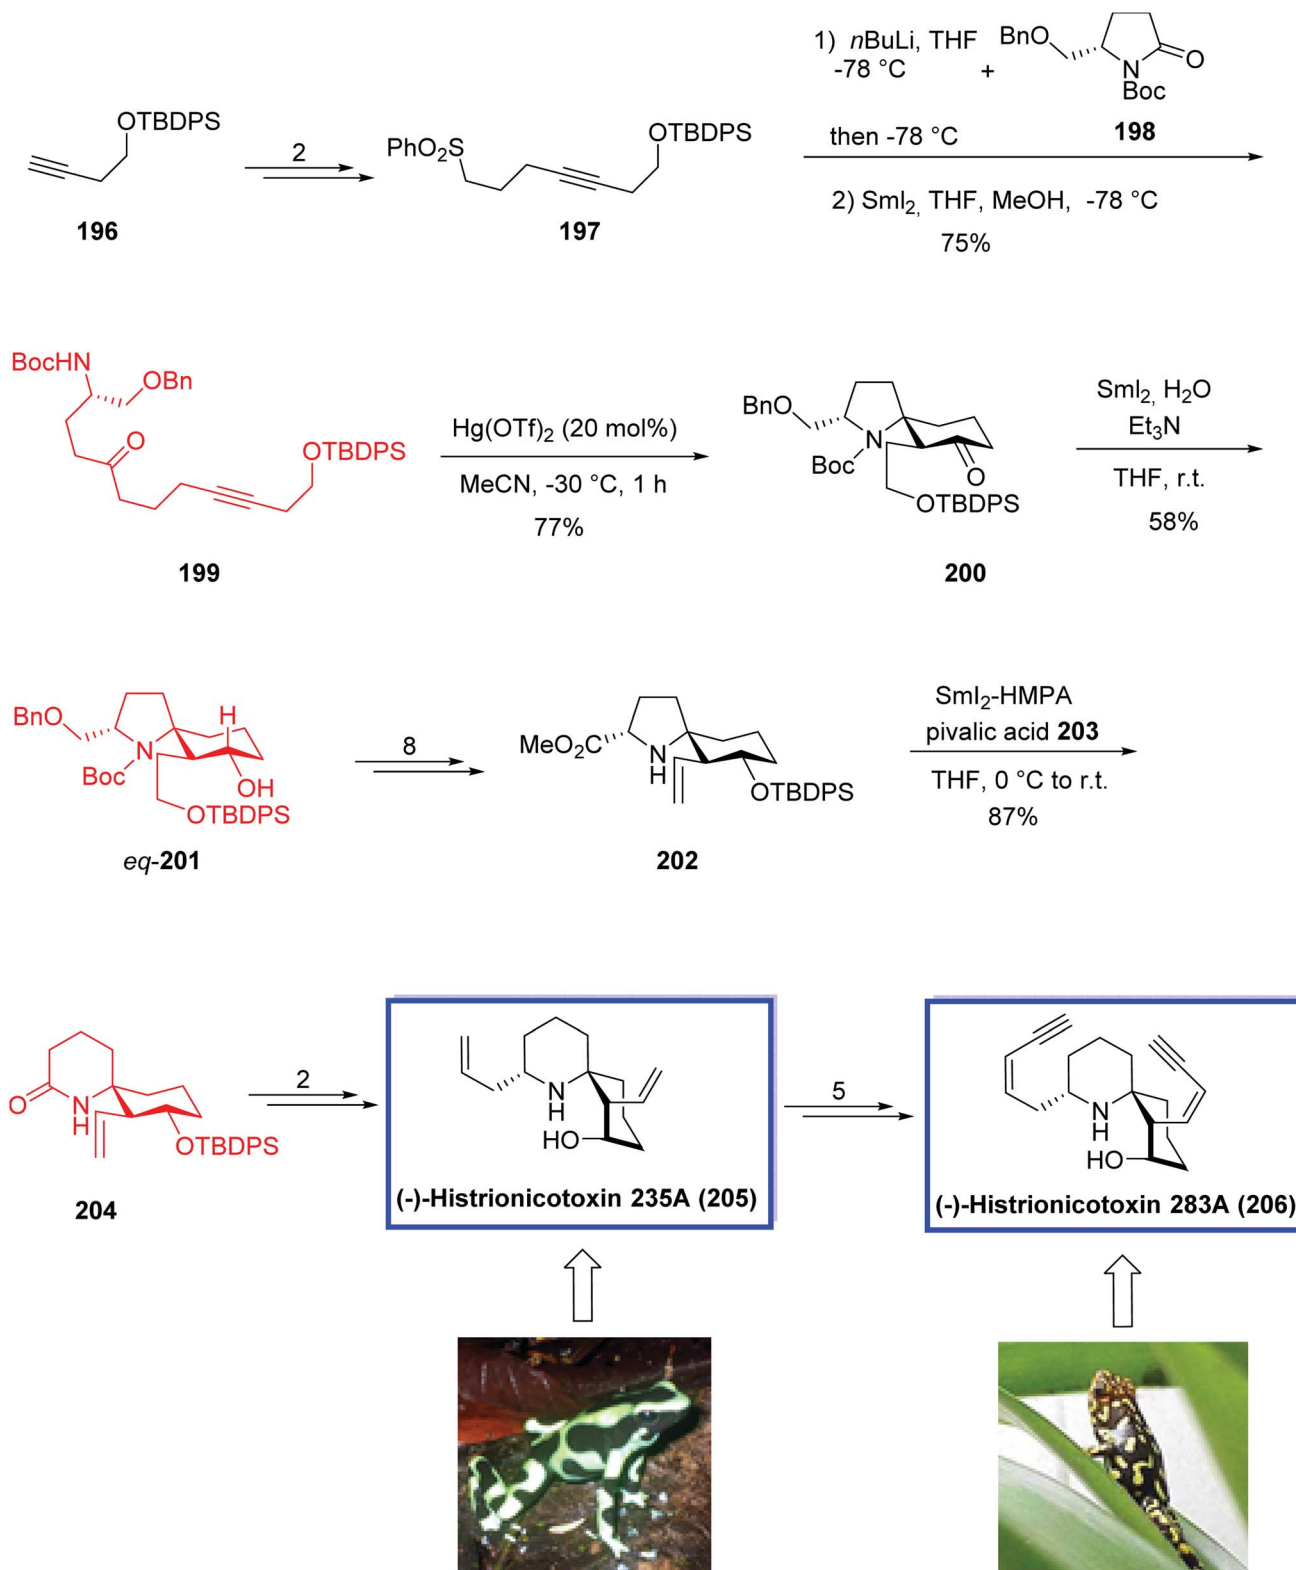 OTBDPS
196
2
PhO₂S
OTBDPS
197
1) nBuLi, THF
-78 °C
+
BnO
N
O
Boc
198
then -78 °C
2) SmI₂, THF, MeOH, -78 °C
75%
BocHN
OBn
O
OTBDPS
199
Hg(OTf)₂ (20 mol%)
MeCN, -30 °C, 1 h
77%
BnO
N
Boc
O
OTBDPS
200
SmI₂, H₂O
Et₃N
THF, r.t.
58%
BnO
H
N
Boc
OH
OTBDPS
eq-201
8
MeO₂C
N
H
OTBDPS
202
SmI₂-HMPA
pivalic acid 203
THF, 0 °C to r.t.
87%
O
N
H
OTBDPS
204
2
N
H
HO
(-)-Histrionicotoxin 235A (205)
5
N
H
HO
(-)-Histrionicotoxin 283A (206)